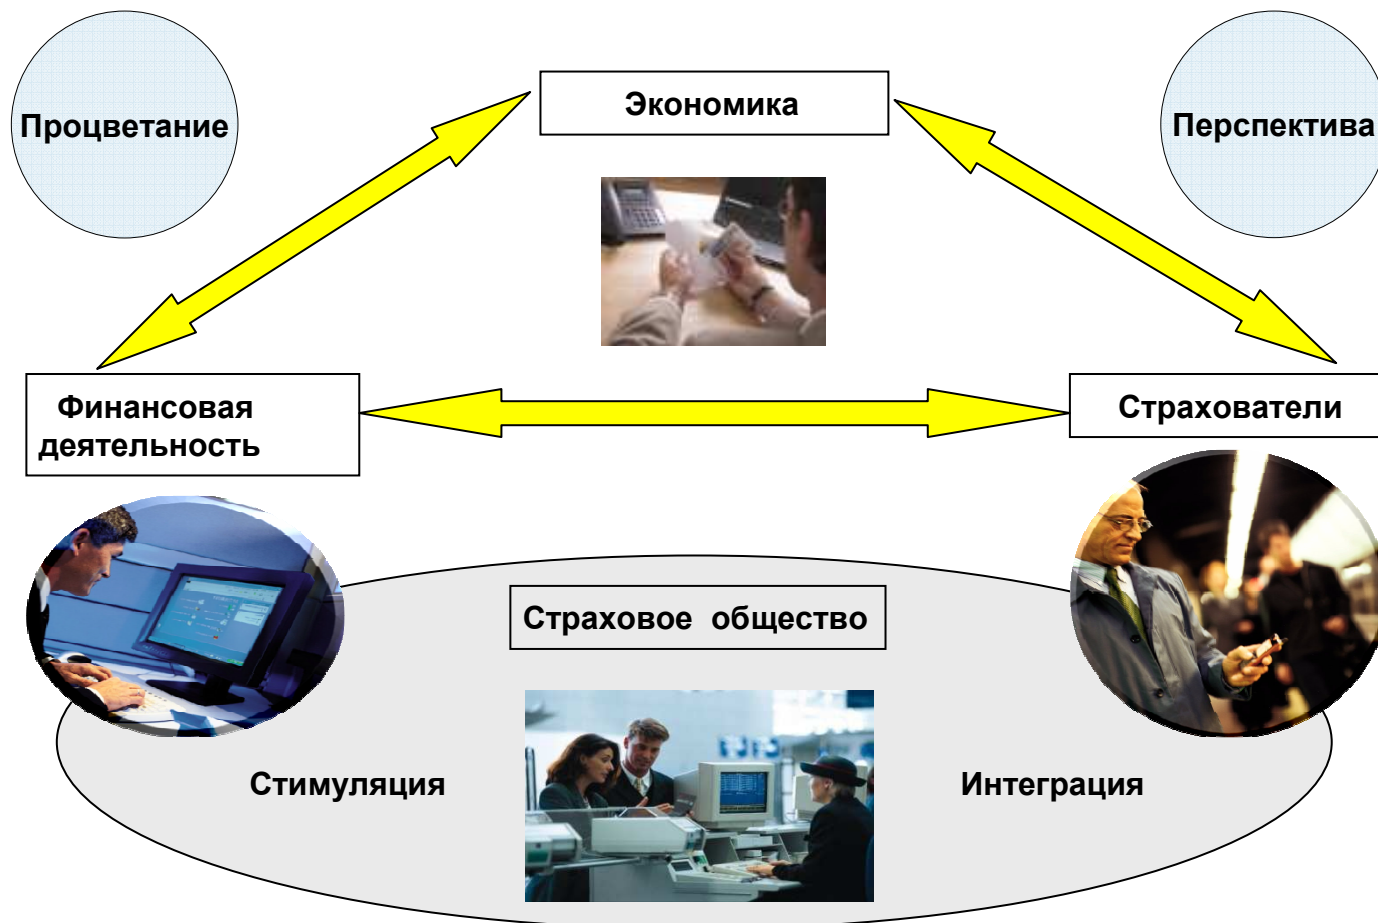 Экономика
Процветание
Перспектива
Финансовая
деятельность
Страхователи
Страховое общество
Стимуляция
Интеграция